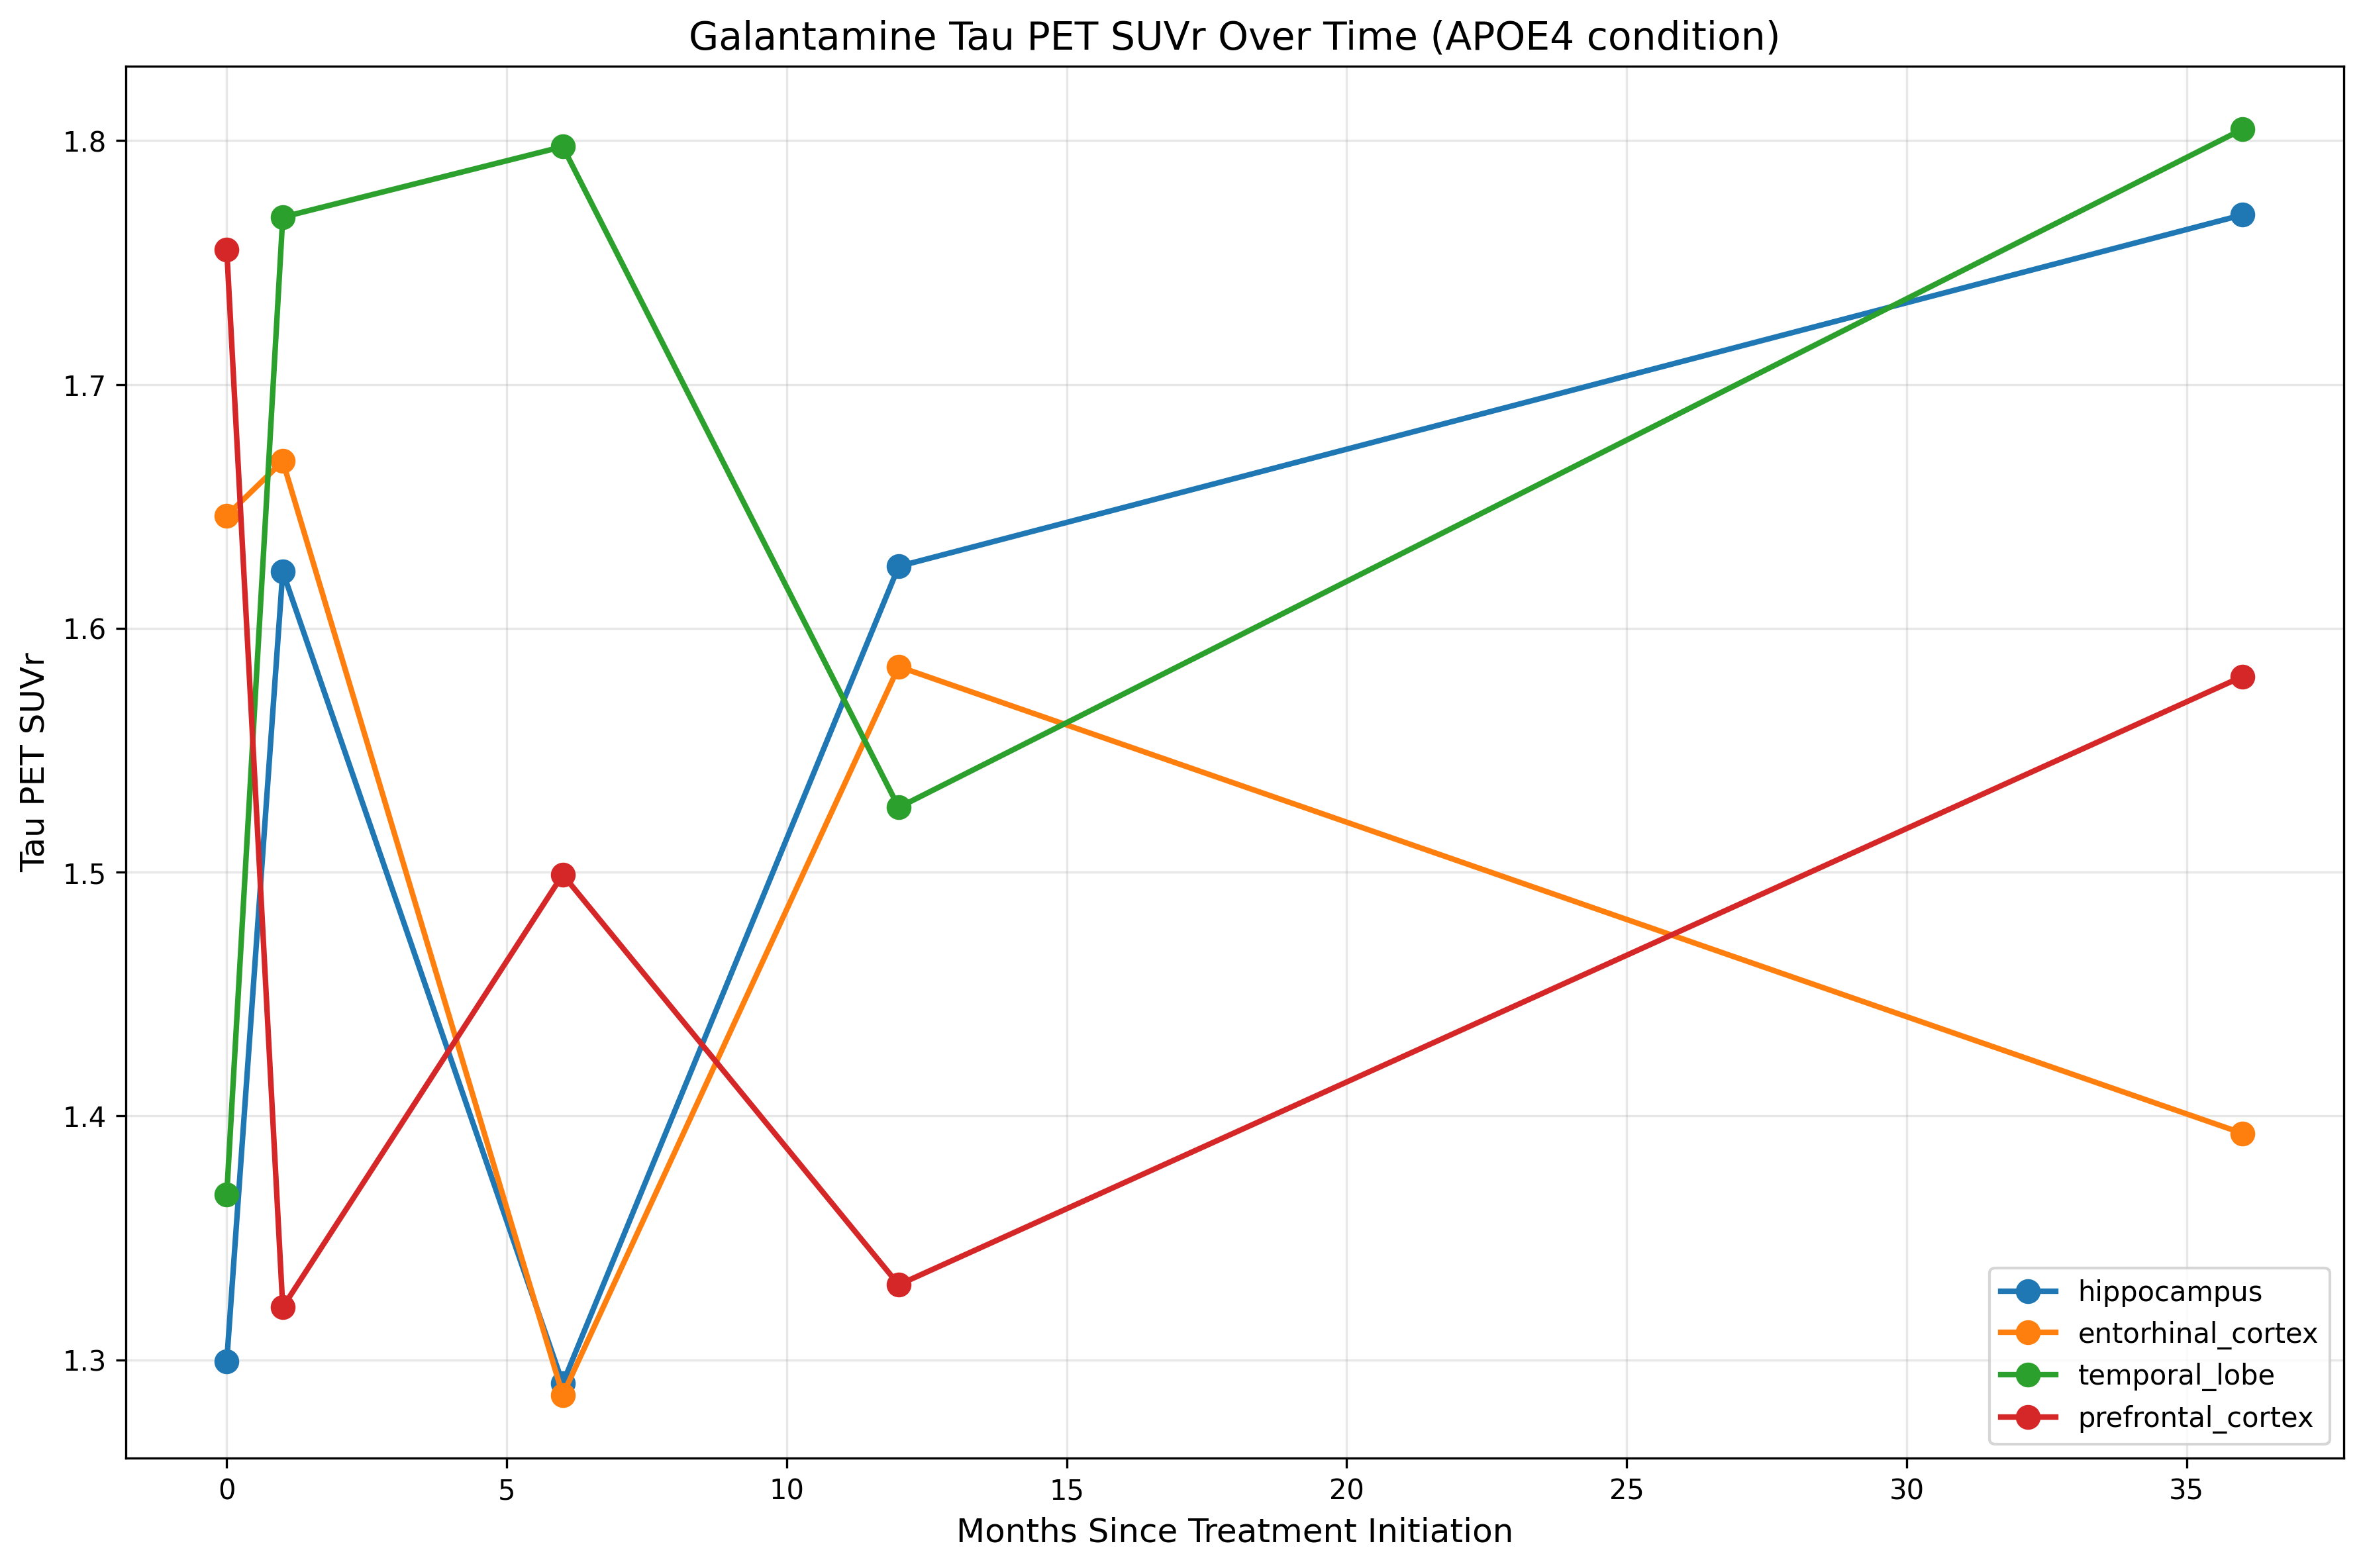 Galantamine Tau PET SUVr Over Time (APOE4 condition)
Tau PET SUVr
1.8
1.7
1.6
1.5
1.4
1.3
0 5 10 15 20 25 30 35
Months Since Treatment Initiation
hippocampus
entorhinal_cortex
temporal_lobe
prefrontal_cortex